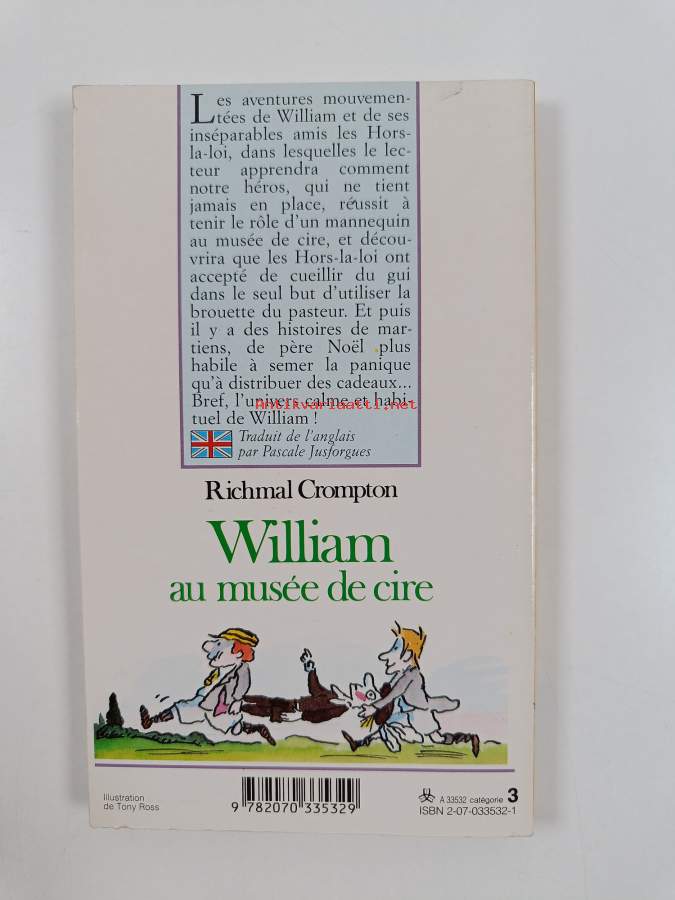 Les aventures mouvemen-
tées de William et de ses
inséparables amis les Hors-
la-loi, dans lesquelles le lec-
teur apprendra comment
notre héros, qui ne tient
jamais en place, réussit à
tenir le rôle d'un mannequin
au musée de cire, et décou-
vrira que les Hors-la-loi ont
accepté de cueillir du gui
dans le seul but d'utiliser la
brouette du pasteur. Et puis
il y a des histoires de mar-
tiens, de père Noël plus
habile à semer la panique
qu'à distribuer des cadeaux...
Bref, l'univers calme et habi-
Antikvariaatti.net
tuel de William !
Traduit de l'anglais
par Pascale Jusforgues
Richmal Crompton
William
au musée de cire
Illustration
de Tony Ross
9 782070 335329
A 33532 catégorie 3
ISBN 2-07-033532-1